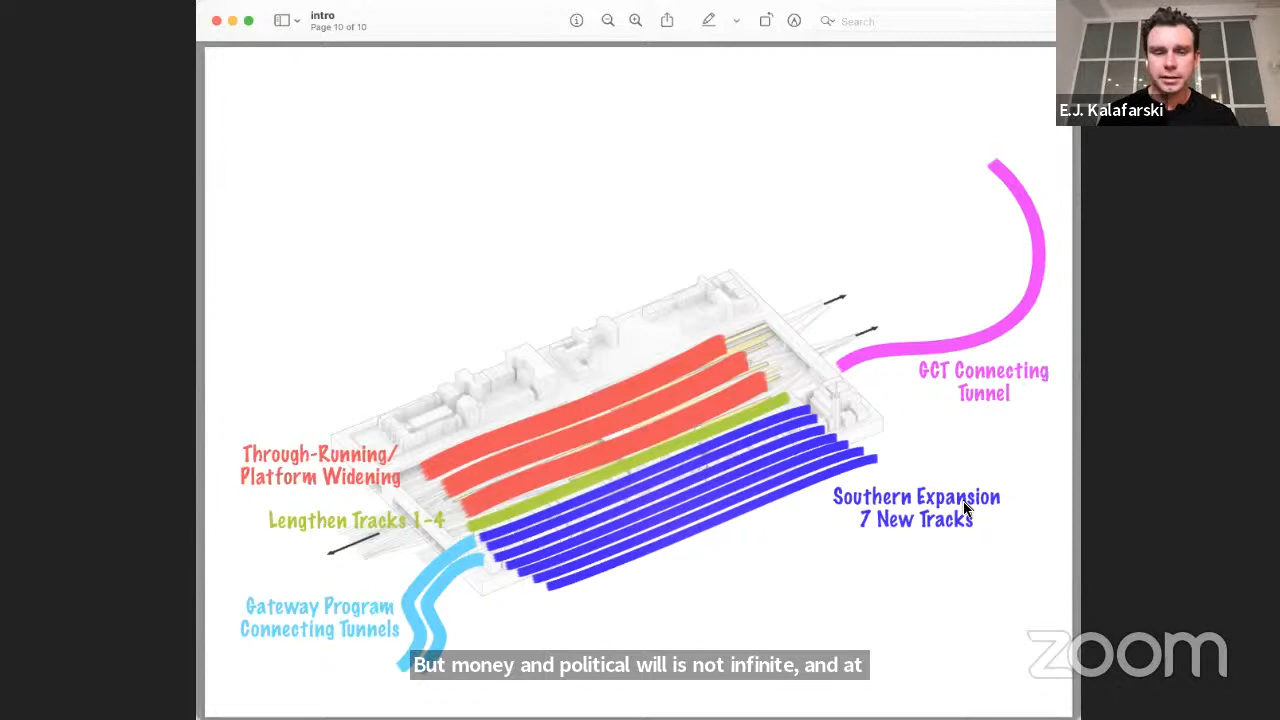 intro
Page 10 of 10
Search
E.J. Kalafarski
GCT Connecting
Tunnel
Through-Running/
Platform Widening
Lengthen Tracks 1-4
Southern Expansion
7 New Tracks
Gateway Program
Connecting Tunnels
But money and political will is not infinite, and at
zoom